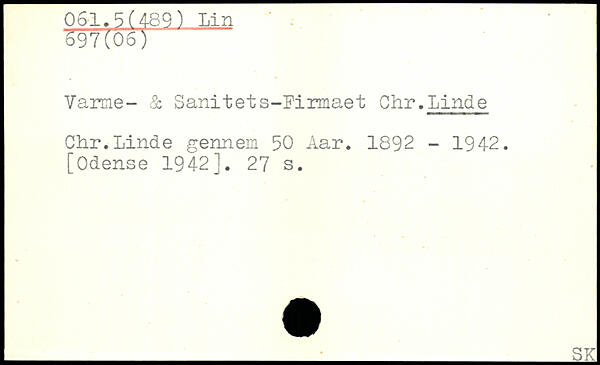 061.5(489) Lin
697(06)
Varme- & Sanitets-Firmaet Chr.Linde
Chr.Linde gennem 50 Aar. 1892 - 1942.
[Odense 1942]. 27 s.
SK